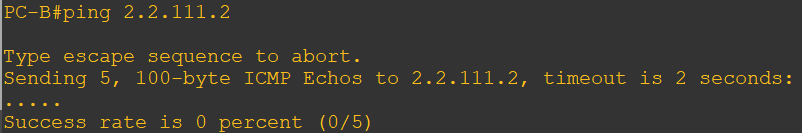 PC-B#ping 2.2.111.2
Type escape sequence to abort.
Sending 5, 100-byte ICMP Echos to 2.2.111.2, timeout is 2 seconds:
.....
Success rate is 0 percent (0/5)